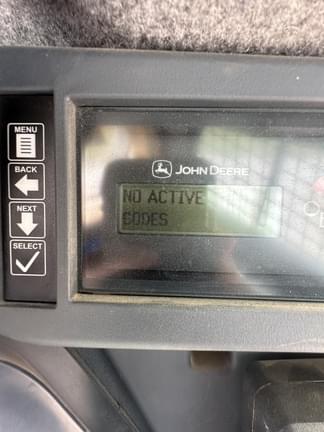 MENU
BACK
NEXT
SELECT
JOHN DEERE
NO ACTIVE
CODES